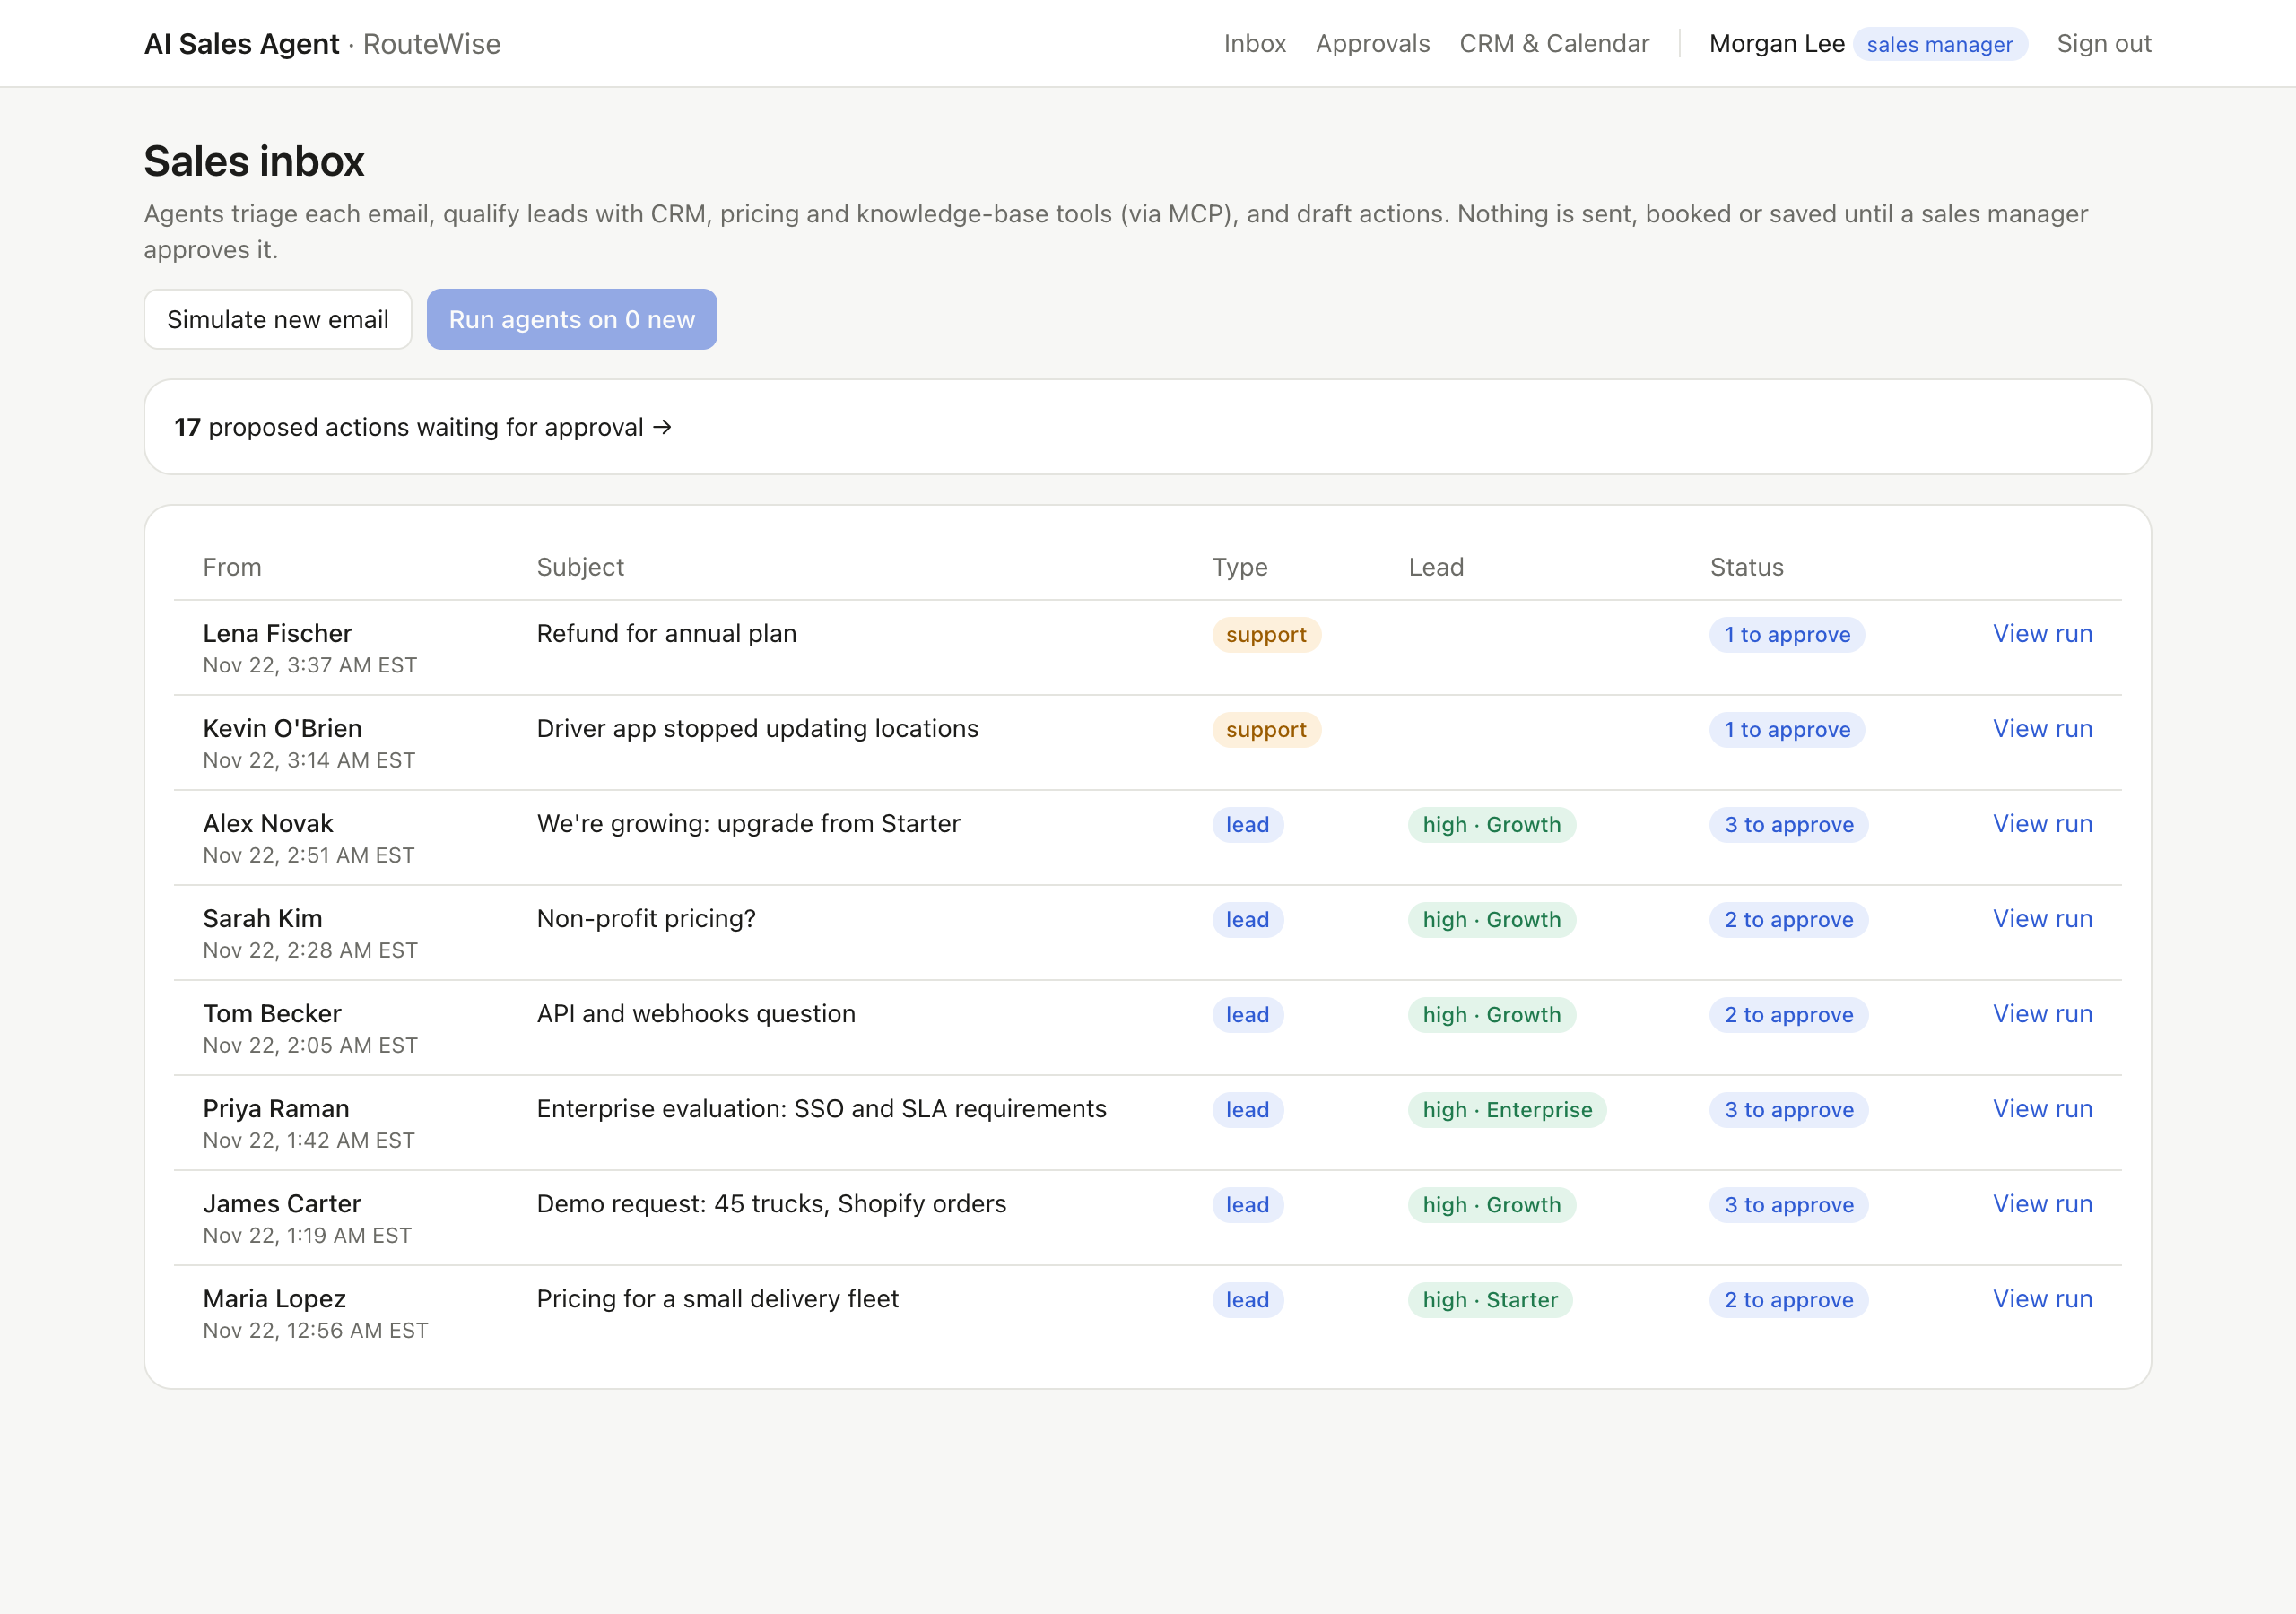 AI Sales Agent · RouteWise
Inbox Approvals CRM & Calendar Morgan Lee sales manager Sign out
Sales inbox
Agents triage each email, qualify leads with CRM, pricing and knowledge-base tools (via MCP), and draft actions. Nothing is sent, booked or saved until a sales manager
approves it.
Simulate new email Run agents on 0 new
17 proposed actions waiting for approval →
From Subject Type Lead Status
Lena Fischer Refund for annual plan support 1 to approve View run
Nov 22, 3:37 AM EST
Kevin O'Brien Driver app stopped updating locations support 1 to approve View run
Nov 22, 3:14 AM EST
Alex Novak We're growing: upgrade from Starter lead high · Growth 3 to approve View run
Nov 22, 2:51 AM EST
Sarah Kim Non-profit pricing? lead high · Growth 2 to approve View run
Nov 22, 2:28 AM EST
Tom Becker API and webhooks question lead high · Growth 2 to approve View run
Nov 22, 2:05 AM EST
Priya Raman Enterprise evaluation: SSO and SLA requirements lead high · Enterprise 3 to approve View run
Nov 22, 1:42 AM EST
James Carter Demo request: 45 trucks, Shopify orders lead high · Growth 3 to approve View run
Nov 22, 1:19 AM EST
Maria Lopez Pricing for a small delivery fleet lead high · Starter 2 to approve View run
Nov 22, 12:56 AM EST